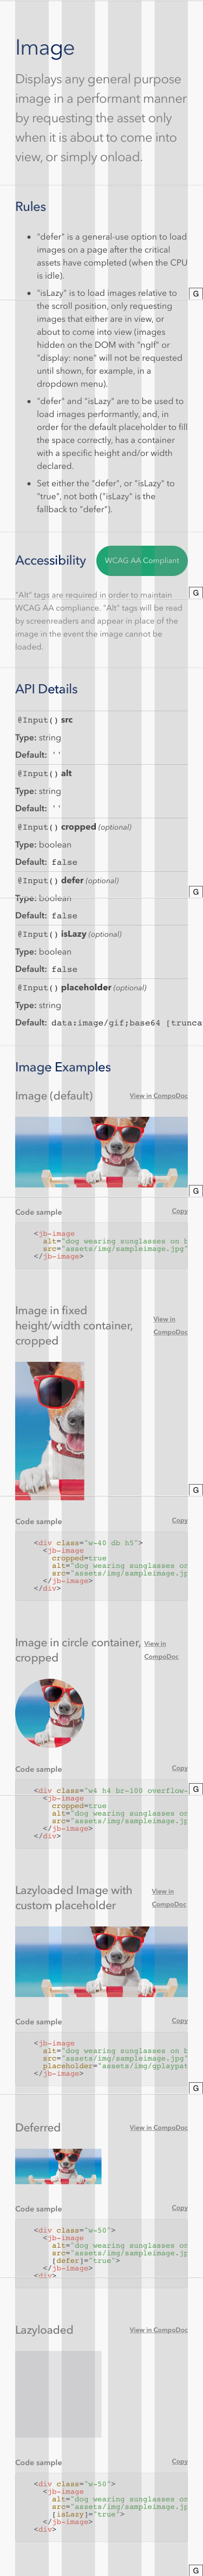 Image
Displays any general purpose
image in a performant manner
by requesting the asset only
when it is about to come into
view, or simply onload.
Rules
• "defer" is a general-use option to load
images on a page after the critical
assets have completed (when the CPU
is idle).
• "isLazy" is to load images relative to
G
the scroll position, only requesting
images that either are in view, or
about to come into view (images
hidden on the DOM with "ngIf" or
"display: none" will not be requested
until shown, for example, in a
dropdown menu).
• "defer" and "isLazy" are to be used to
load images performantly, and, in
order for the default placeholder to fill
the space correctly, has a container
with a specific height and/or width
declared.
• Set either the "defer", or "isLazy" to
"true", not both ("isLazy" is the
fallback to "defer").
Accessibility
WCAG AA Compliant
G
"Alt" tags are required in order to maintain
WCAG AA compliance. "Alt" tags will be read
by screenreaders and appear in place of the
image in the event the image cannot be
loaded.
API Details
@Input() src
Type: string
Default: ''
@Input() alt
Type: string
Default: ''
@Input() cropped (optional)
Type: boolean
Default: false
@Input() defer (optional)
G
Type: boolean
Default: false
@Input() isLazy (optional)
Type: boolean
Default: false
@Input() placeholder (optional)
Type: string
Default: data:image/gif;base64 [trunca
Image Examples
Image (default) View in CompoDoc
G
Code sample Copy
<jb-image
alt="dog wearing sunglasses on b
src="assets/img/sampleimage.jpg"
</jb-image>
Image in fixed
height/width container,
cropped
View in
CompoDoc
G
Code sample Copy
<div class="w-40 db h5">
<jb-image
cropped=true
alt="dog wearing sunglasses on
src="assets/img/sampleimage.jp
</jb-image>
</div>
Image in circle container,
cropped
View in
CompoDoc
Code sample Copy
G
<div class="w4 h4 br-100 overflow-
<jb-image
cropped=true
alt="dog wearing sunglasses on
src="assets/img/sampleimage.jp
</jb-image>
</div>
Lazyloaded Image with
custom placeholder
View in
CompoDoc
Code sample Copy
<jb-image
alt="dog wearing sunglasses on b
src="assets/img/sampleimage.jpg"
placeholder="assets/img/gplaypat
</jb-image>
G
Deferred View in CompoDoc
Code sample Copy
<div class="w-50">
<jb-image
alt="dog wearing sunglasses on
src="assets/img/sampleimage.jp
[defer]="true">
</jb-image>
<div>
G
Lazyloaded View in CompoDoc
Code sample Copy
<div class="w-50">
<jb-image
alt="dog wearing sunglasses on
src="assets/img/sampleimage.jp
[isLazy]="true">
</jb-image>
<div>
G